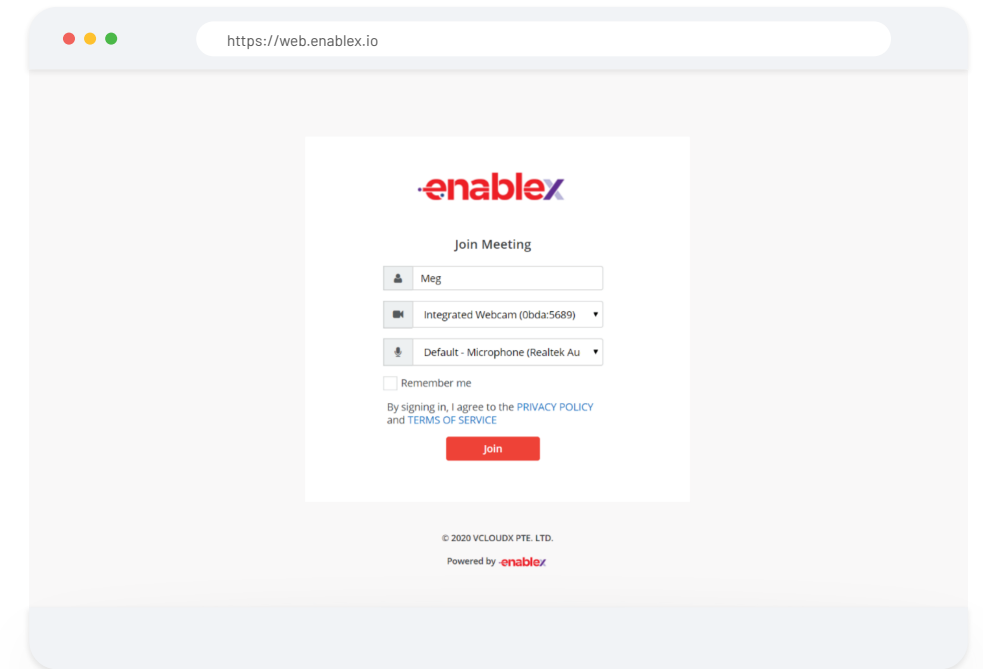 https://web.enablex.io
enablex
Join Meeting
Meg
Integrated Webcam (0bda:5689)
Default - Microphone (Realtek Au
Remember me
By signing in, I agree to the PRIVACY POLICY
and TERMS OF SERVICE
Join
© 2020 VCLOUDX PTE. LTD.
Powered by enablex